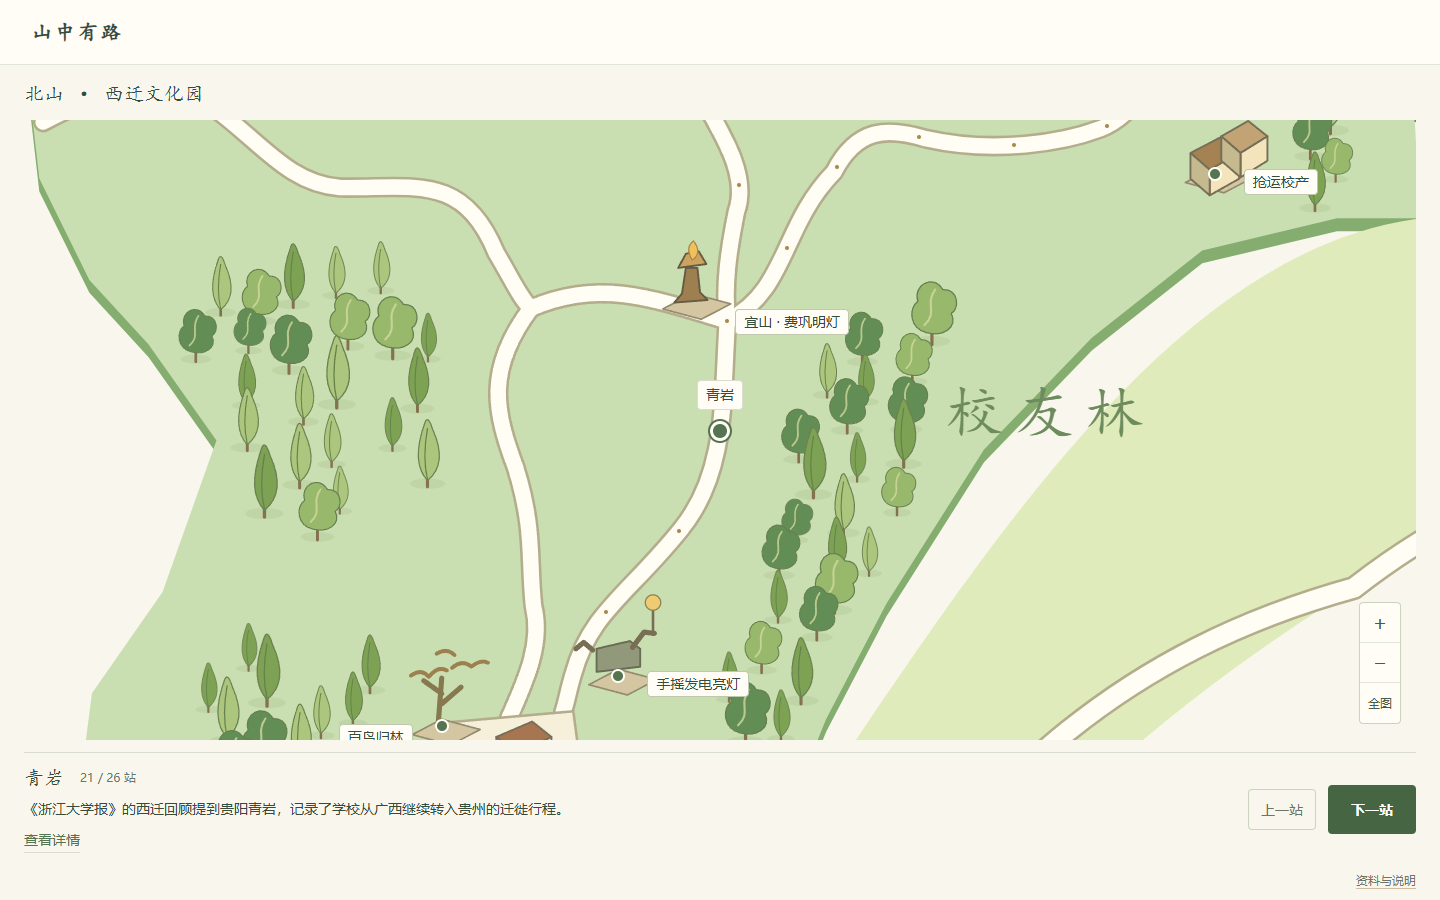 山中有路
北山 • 西迁文化园
抢运校产
宜山 · 费巩明灯
青岩
校友林
手摇发电亮灯
百鸟归林
+
−
全图
青岩 21 / 26 站
《浙江大学报》的西迁回顾提到贵阳青岩，记录了学校从广西继续转入贵州的迁徙行程。
查看详情
上一站
下一站
资料与说明